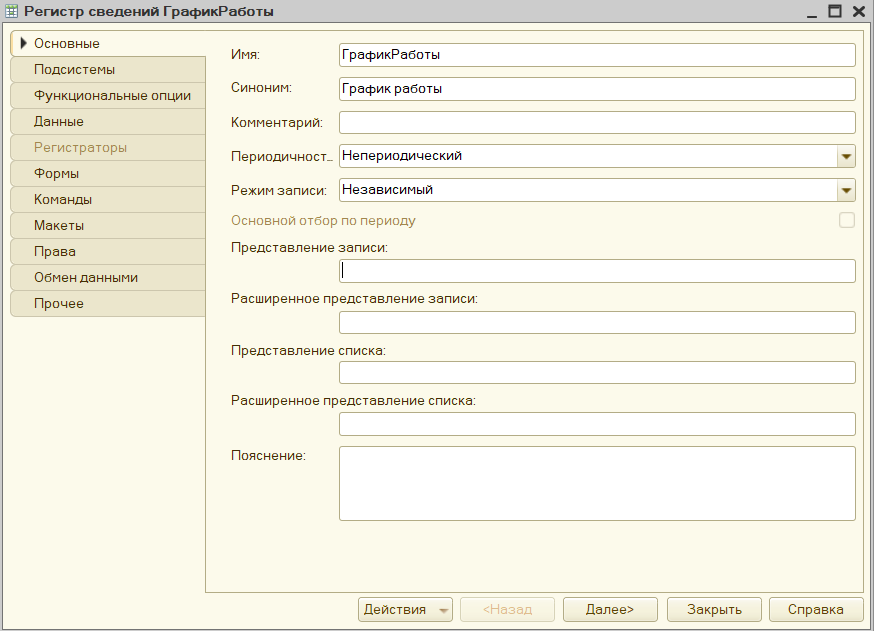 Регистр сведений ГрафикРаботы
Основные
Подсистемы
Функциональные опции
Данные
Регистраторы
Формы
Команды
Макеты
Права
Обмен данными
Прочее
Имя: ГрафикРаботы
Синоним: График работы
Комментарий:
Периодичност... Непериодический
Режим записи: Независимый
Основной отбор по периоду
Представление записи:
Расширенное представление записи:
Представление списка:
Расширенное представление списка:
Пояснение:
Действия <Назад Далее> Закрыть Справка